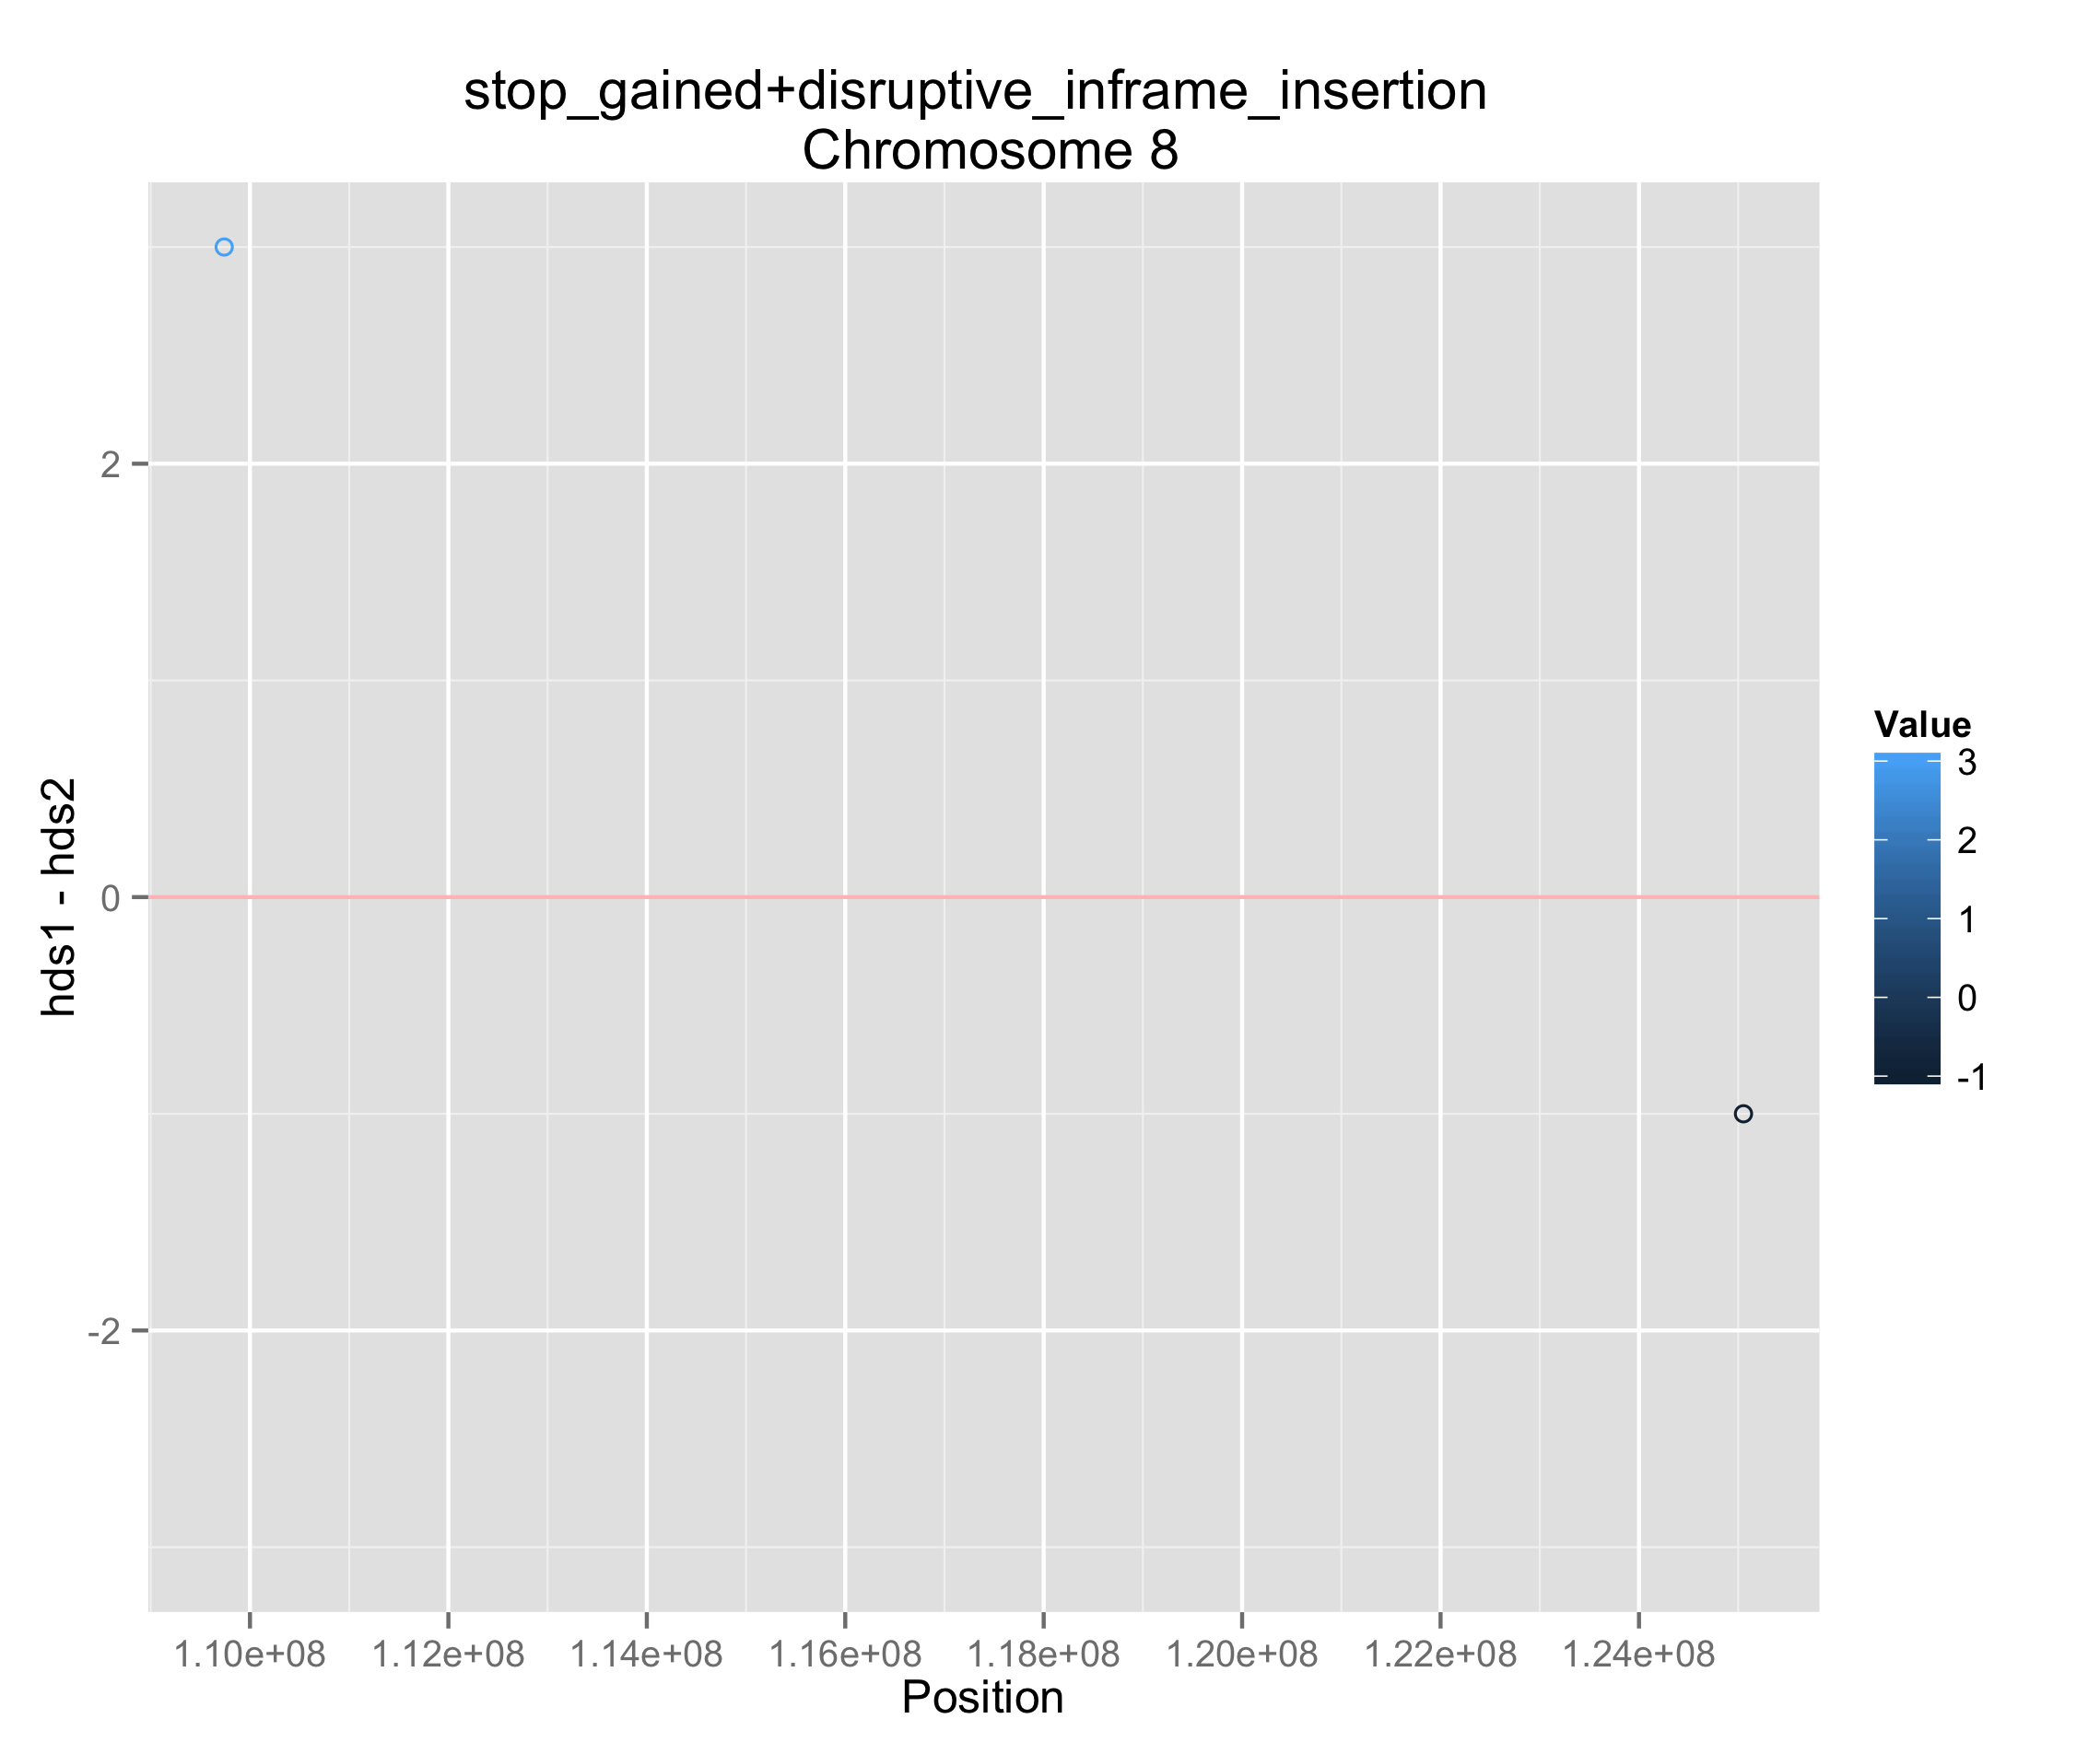 stop_gained+disruptive_inframe_insertion
Chromosome 8
hds1 - hds2
2
0
-2
1.10e+08 1.12e+08 1.14e+08 1.16e+08 1.18e+08 1.20e+08 1.22e+08 1.24e+08
Position
Value
3
2
1
0
-1